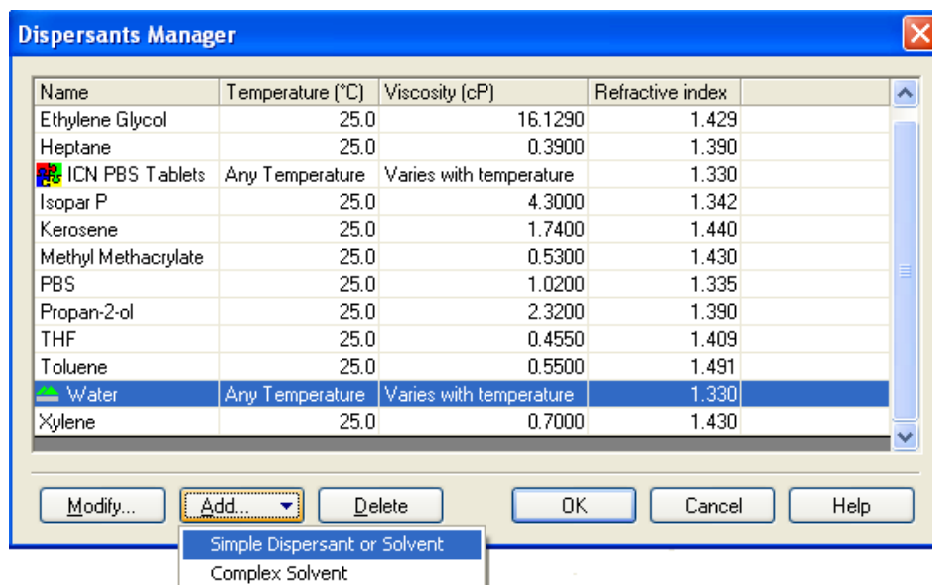 Dispersants Manager
Name Temperature (°C) Viscosity (cP) Refractive index
Ethylene Glycol 25.0 16.1290 1.429
Heptane 25.0 0.3900 1.390
ICN PBS Tablets Any Temperature Varies with temperature 1.330
Isopar P 25.0 4.3000 1.342
Kerosene 25.0 1.7400 1.440
Methyl Methacrylate 25.0 0.5300 1.430
PBS 25.0 1.0200 1.335
Propan-2-ol 25.0 2.3200 1.390
THF 25.0 0.4550 1.409
Toluene 25.0 0.5500 1.491
Water Any Temperature Varies with temperature 1.330
Xylene 25.0 0.7000 1.430
Modify... Add... Delete OK Cancel Help
Simple Dispersant or Solvent
Complex Solvent